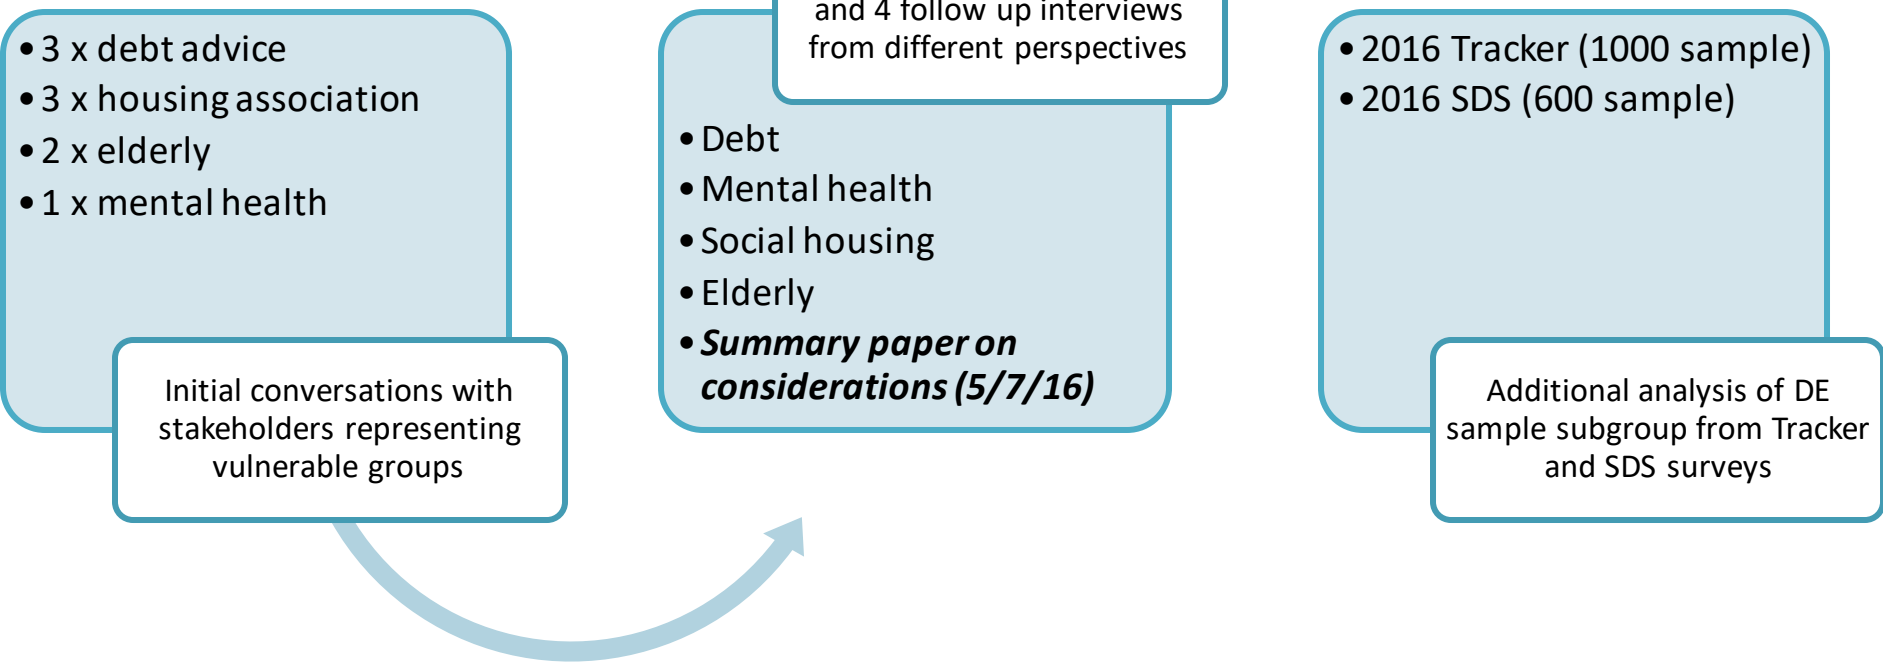 • 3 x debt advice
• 3 x housing association
• 2 x elderly
• 1 x mental health
Initial conversations with
stakeholders representing
vulnerable groups
and 4 follow up interviews
from different perspectives
• Debt
• Mental health
• Social housing
• Elderly
• Summary paper on
considerations (5/7/16)
• 2016 Tracker (1000 sample)
• 2016 SDS (600 sample)
Additional analysis of DE
sample subgroup from Tracker
and SDS surveys